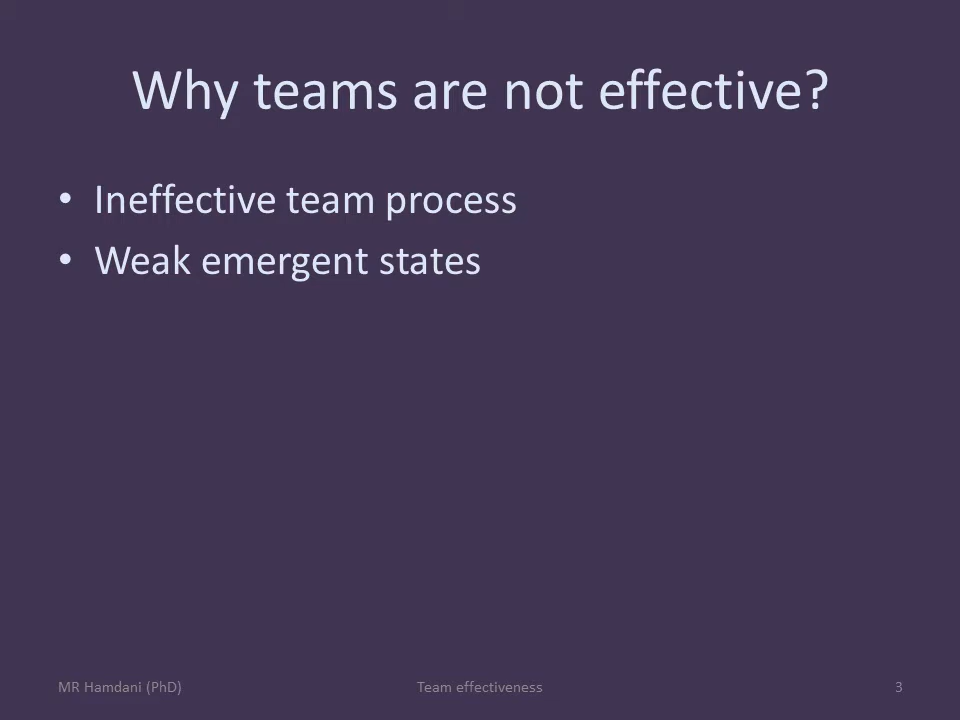 Why teams are not effective?
• Ineffective team process
• Weak emergent states
MR Hamdani (PhD) Team effectiveness 3